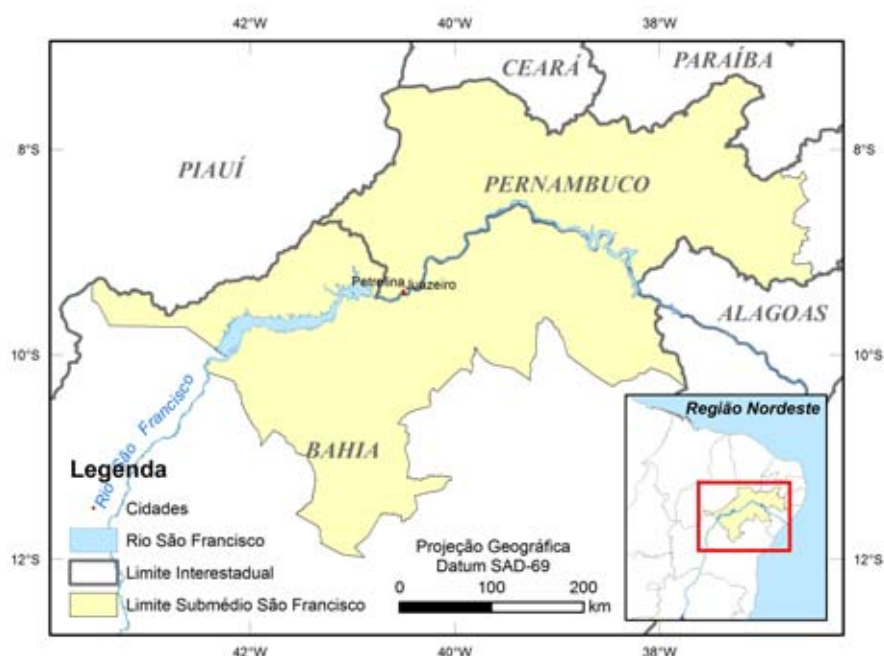 42°W 40°W 38°W
CEARÁ
PARAÍBA
8°S 8°S
PIAUÍ
PERNAMBUCO
Petrolina
Juazeiro
ALAGOAS
10°S 10°S
Rio São Francisco
BAHIA
Região Nordeste
Legenda
Cidades
Rio São Francisco
Limite Interestadual
Limite Submédio São Francisco
Projeção Geográfica
Datum SAD-69
0 100 200
km
12°S 12°S
42°W 40°W 38°W